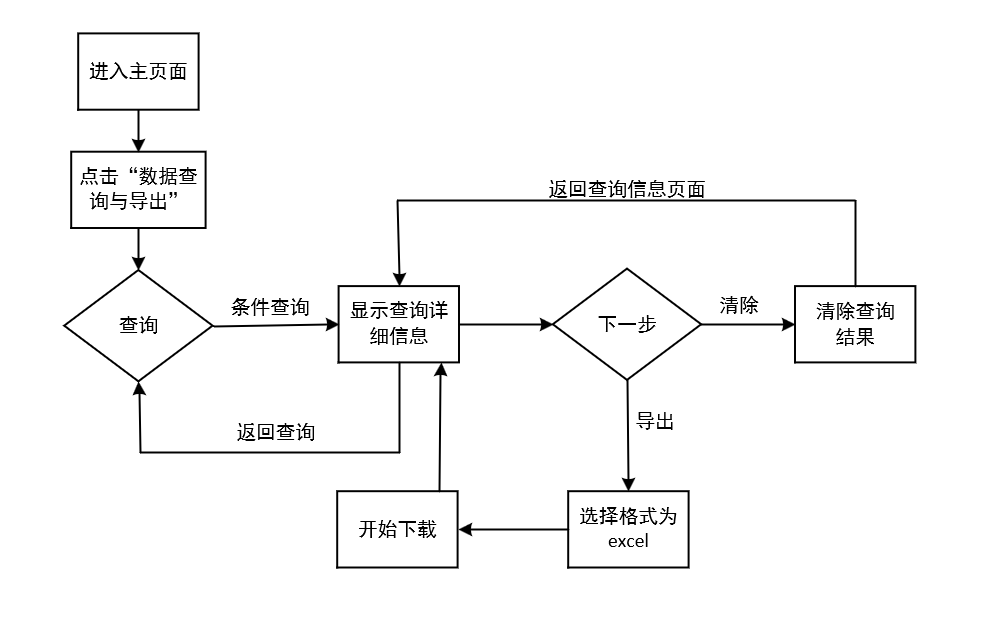 进入主页面
点击“数据查
询与导出”
返回查询信息页面
查询
条件查询
显示查询详
细信息
下一步
清除
清除查询
结果
返回查询
导出
开始下载
选择格式为
excel